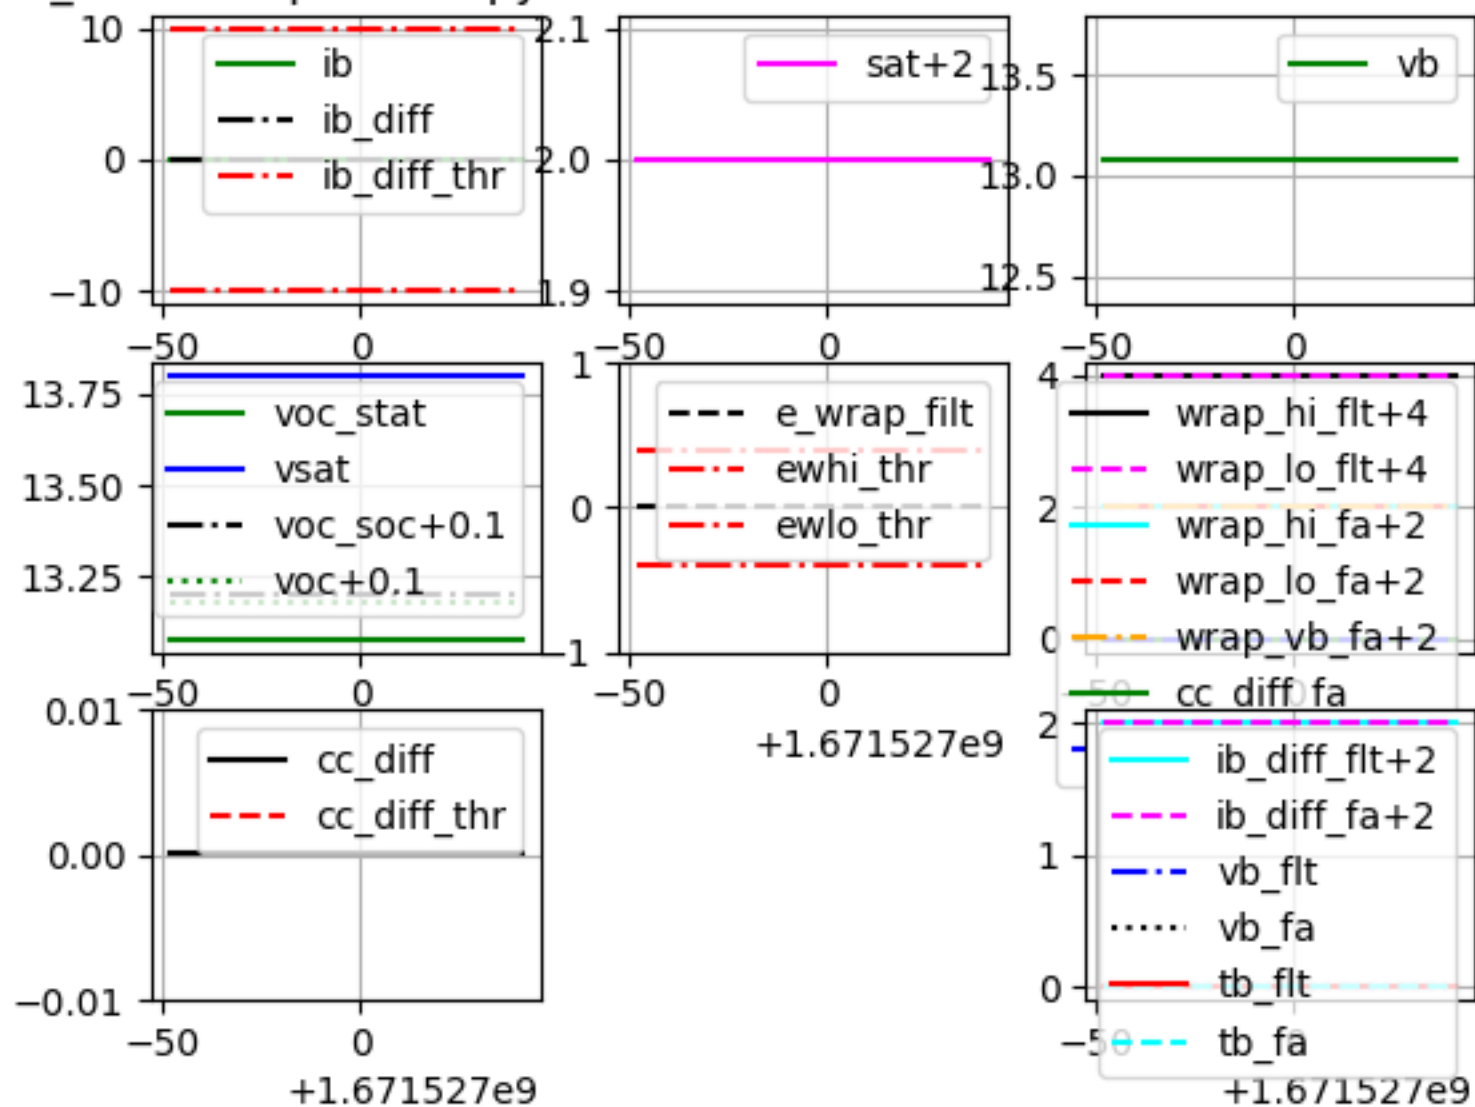 10
0
−10
−50
0
ib
ib_diff
ib_diff_thr
2.1
2.0
1.9
−50
0
sat+2
13.5
13.0
12.5
−50
0
vb
13.75
13.50
13.25
−50
0
voc_stat
vsat
voc_soc+0.1
voc+0.1
1
0
−1
−50
0
+1.671527e9
e_wrap_filt
ewhi_thr
ewlo_thr
4
2
0
50
0
wrap_hi_flt+4
wrap_lo_flt+4
wrap_hi_fa+2
wrap_lo_fa+2
wrap_vb_fa+2
cc_diff_fa
0.01
0.00
−0.01
−50
0
+1.671527e9
cc_diff
cc_diff_thr
2
1
0
−50
0
+1.671527e9
ib_diff_flt+2
ib_diff_fa+2
vb_flt
vb_fa
tb_flt
tb_fa